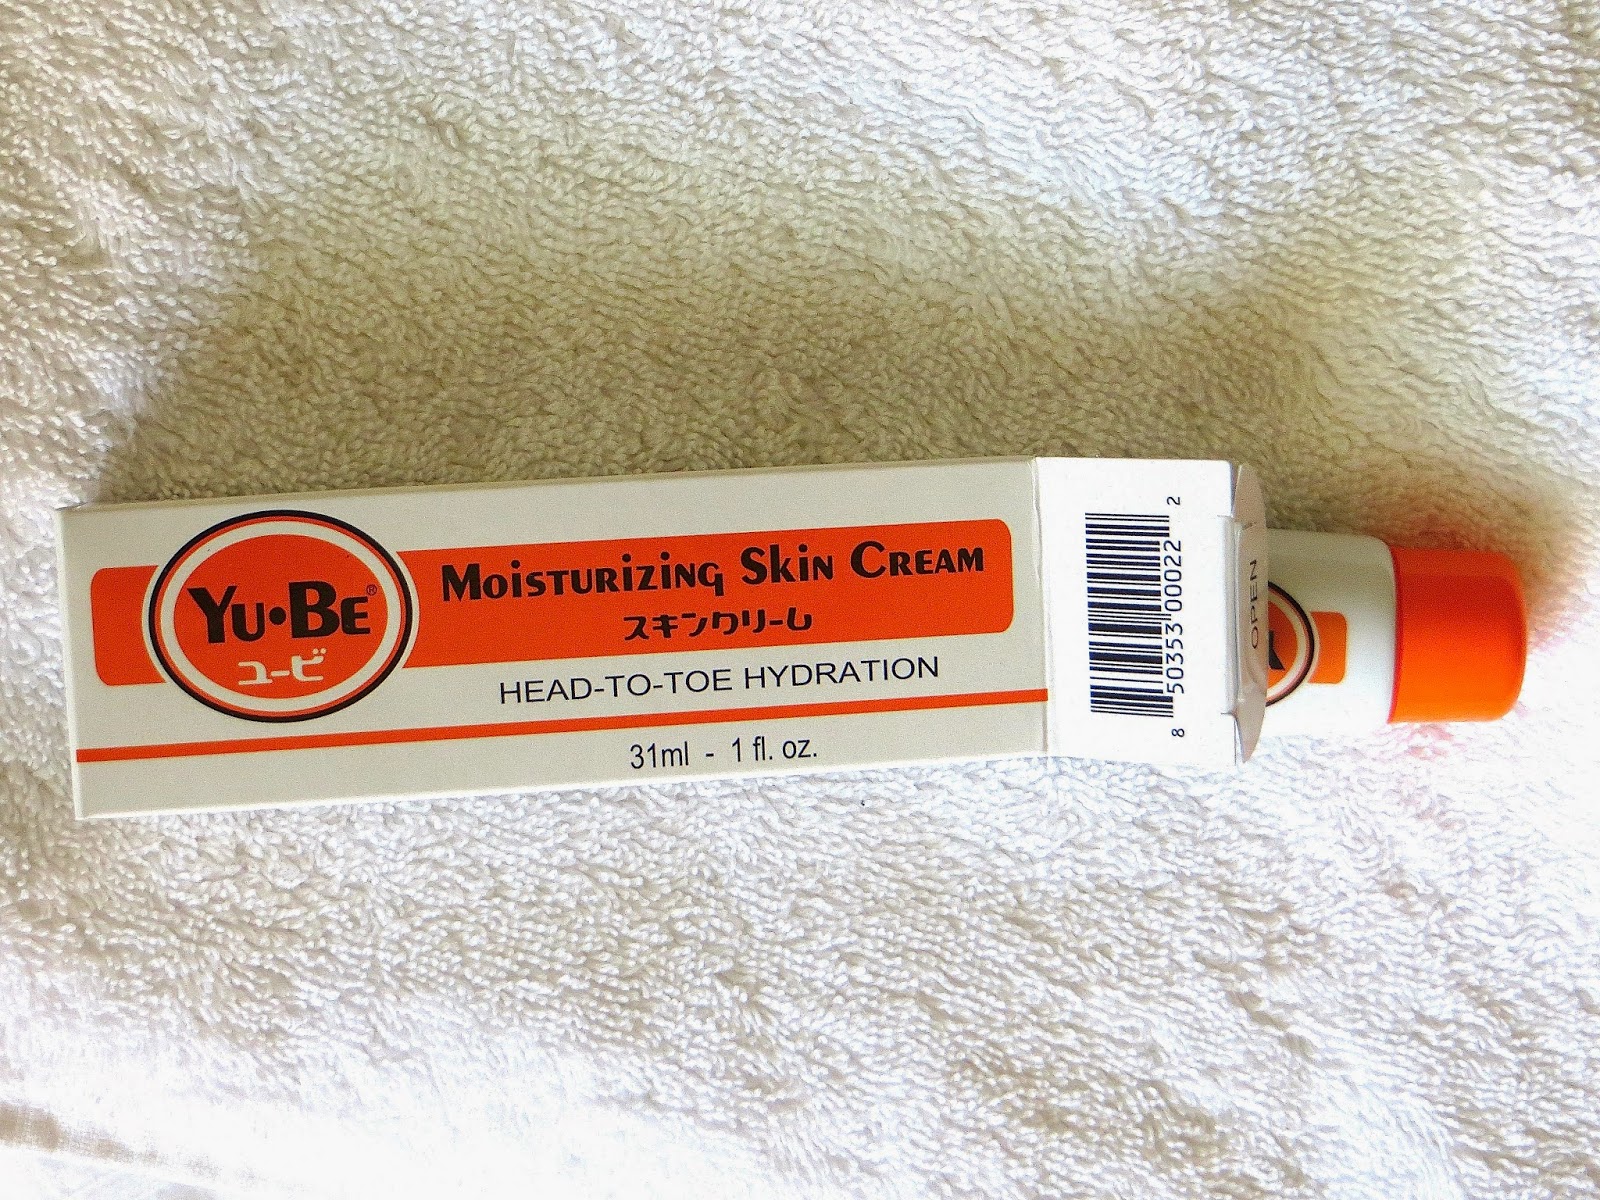 Yu•Be®
ユービ
Moisturizing Skin Cream
スキンクリーム
HEAD-TO-TOE HYDRATION
31ml - 1 fl. oz.
8 50353 00022 2
OPEN